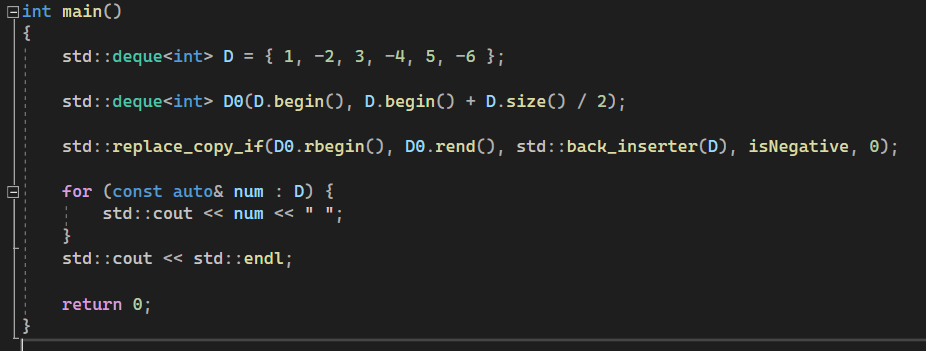 int main()
{
    std::deque<int> D = { 1, -2, 3, -4, 5, -6 };
    std::deque<int> D0(D.begin(), D.begin() + D.size() / 2);
    std::replace_copy_if(D0.rbegin(), D0.rend(), std::back_inserter(D), isNegative, 0);
    for (const auto& num : D) {
        std::cout << num << " ";
    }
    std::cout << std::endl;
    return 0;
}